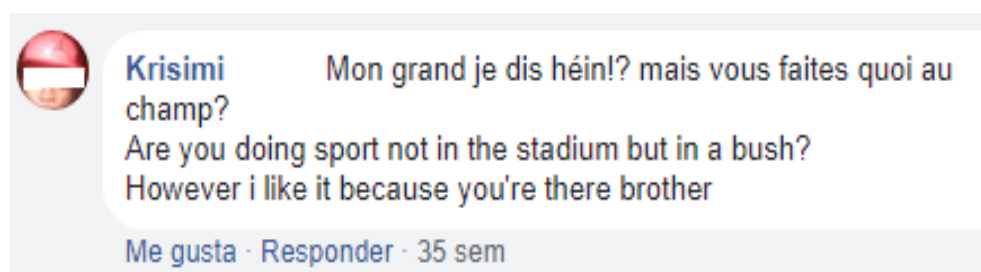 Krisimi Mon grand je dis héin!? mais vous faites quoi au
champ?
Are you doing sport not in the stadium but in a bush?
However i like it because you're there brother
Me gusta · Responder · 35 sem